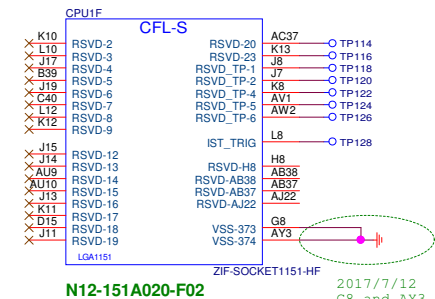 CPU1F
CFL-S
K10 RSVD-2
L10 RSVD-3
J17 RSVD-4
B39 RSVD-5
J19 RSVD-6
C40 RSVD-7
L12 RSVD-8
K12 RSVD-9
J15 RSVD-12
J14 RSVD-13
AU9 RSVD-14
AU10 RSVD-15
J13 RSVD-16
K11 RSVD-17
D15 RSVD-18
J11 RSVD-19
RSVD-20 AC37 TP114
RSVD-23 K13 TP116
RSVD_TP-1 J8 TP118
RSVD_TP-2 J7 TP120
RSVD_TP-4 K8 TP122
RSVD_TP-5 AV1 TP124
RSVD_TP-6 AW2 TP126
IST_TRIG L8 TP128
RSVD-H8 H8
RSVD-AB38 AB38
RSVD-AB37 AB37
RSVD-AJ22 AJ22
VSS-373 G8
VSS-374 AY3
LGA1151
ZIF-SOCKET1151-HF
N12-151A020-F02
2017/7/12
G8 and AY3